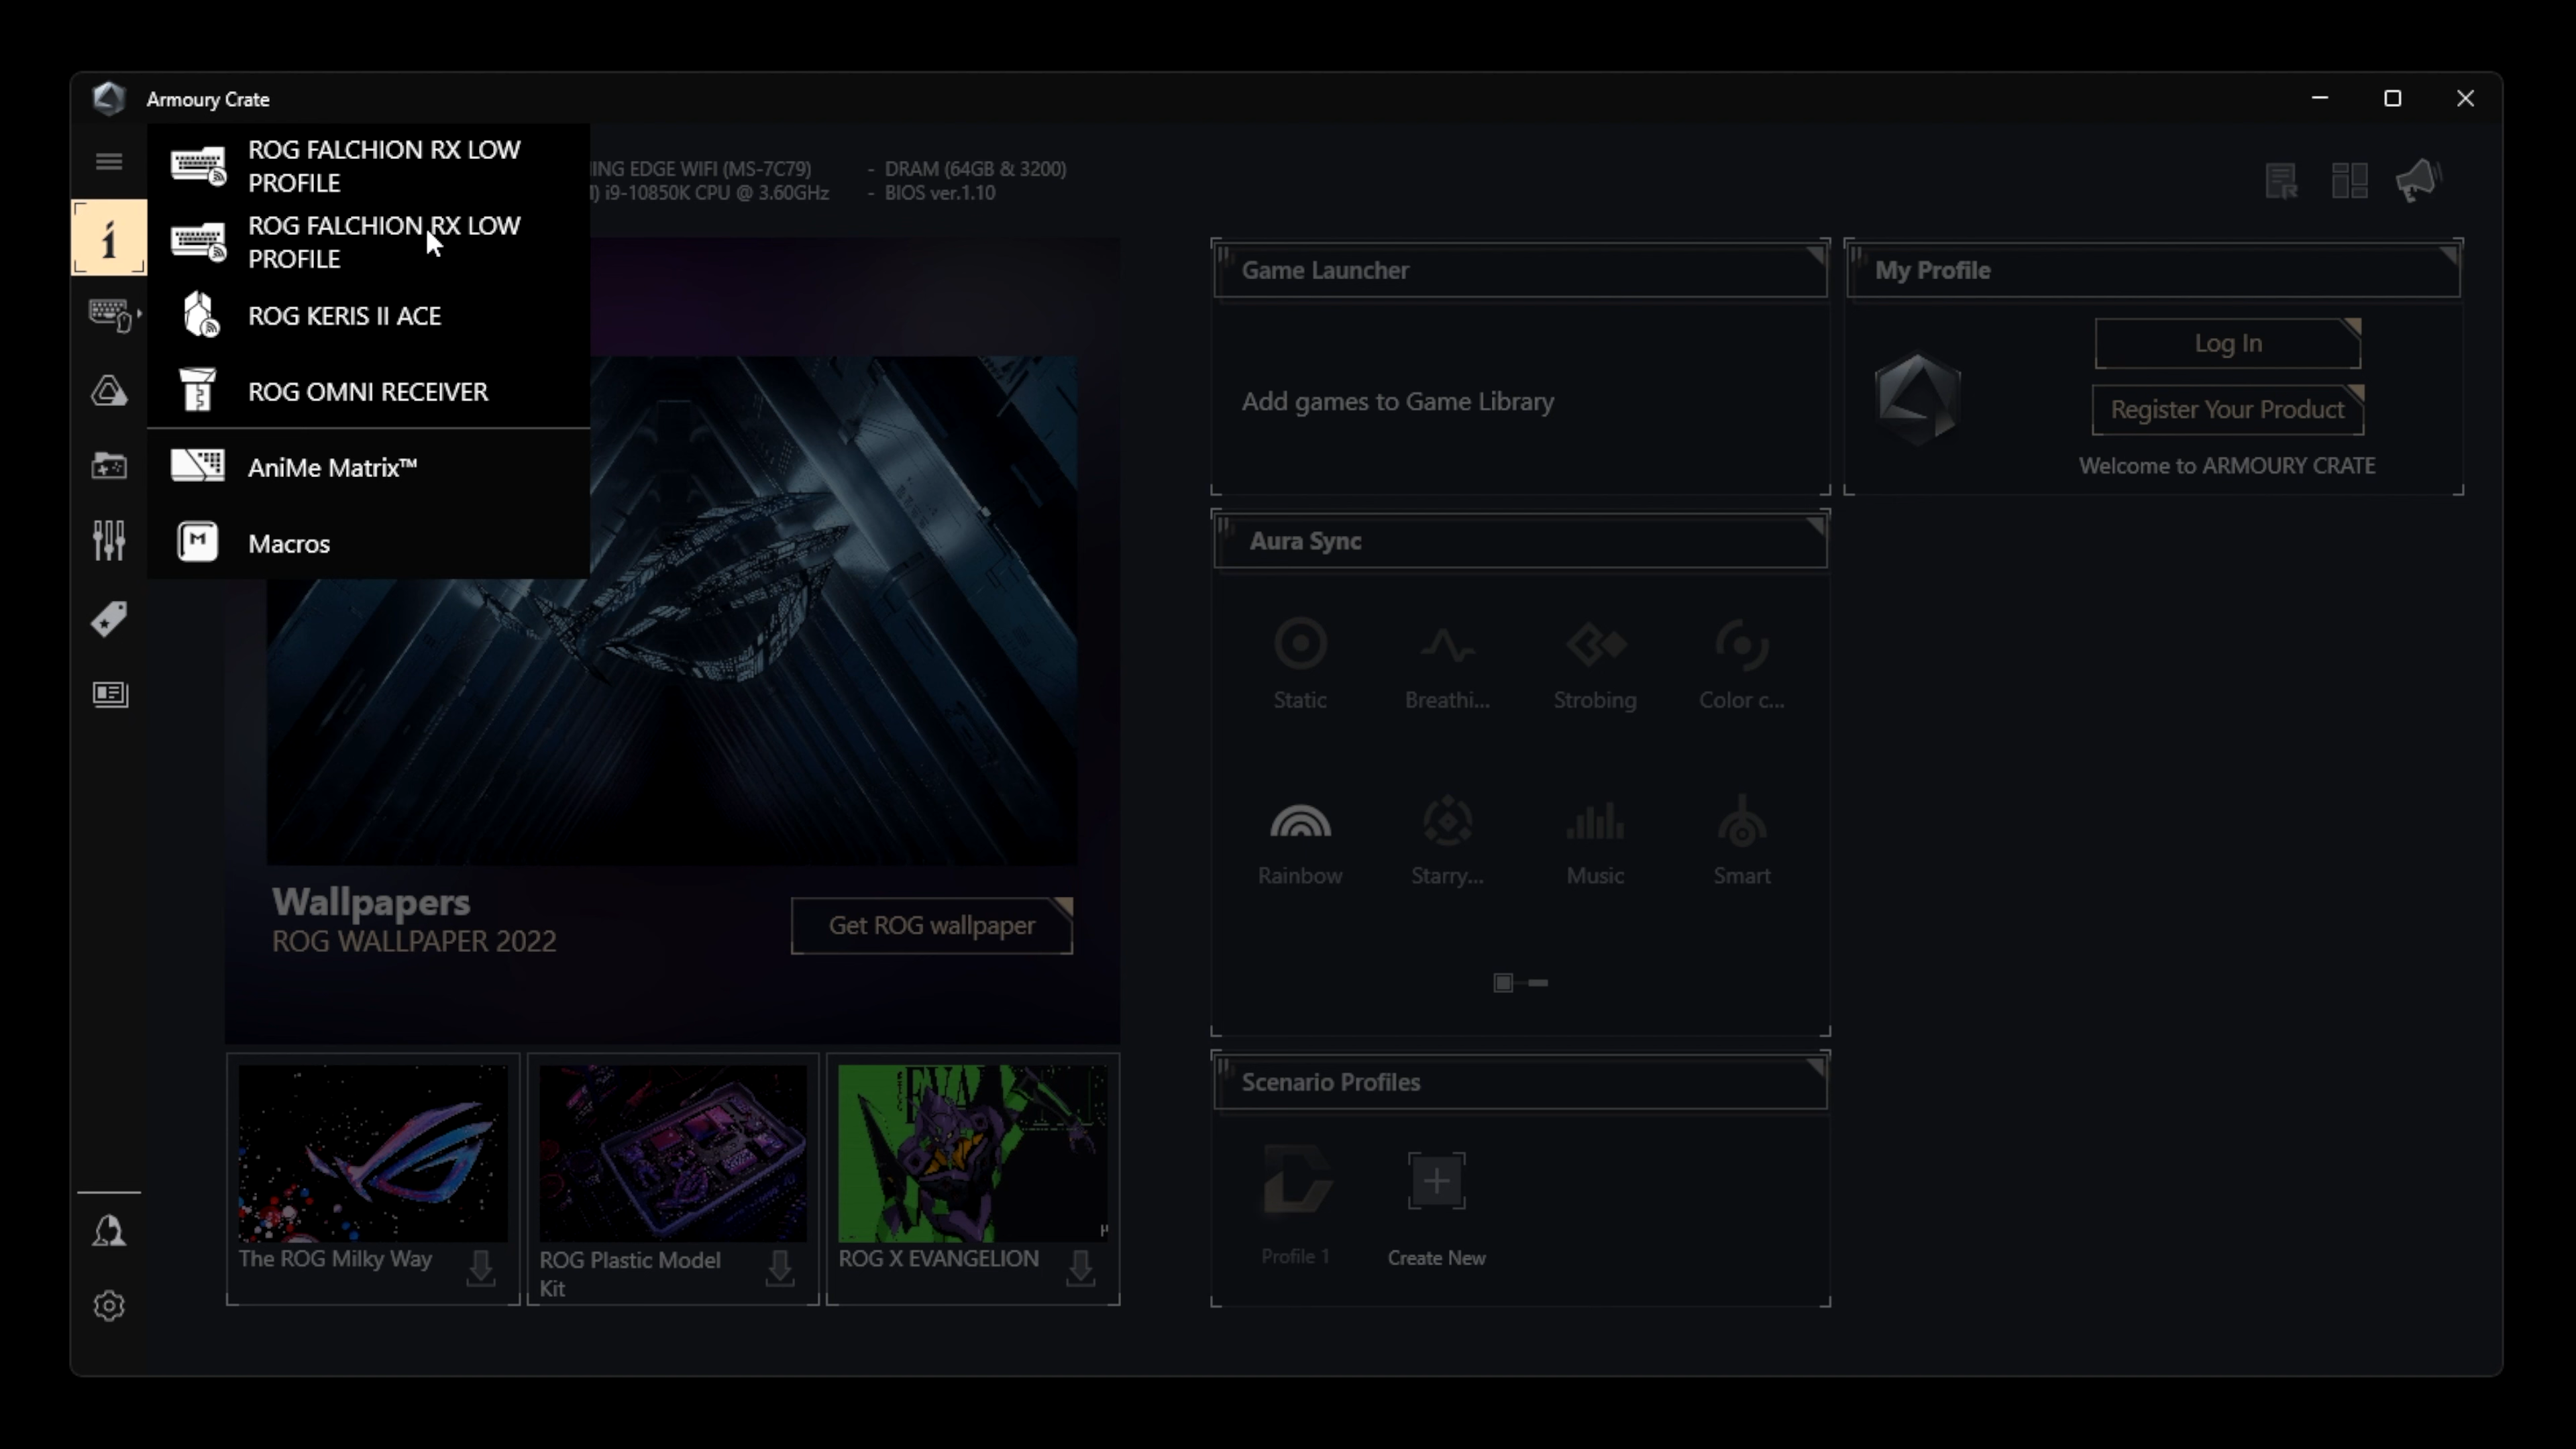 Armoury Crate
ROG FALCHION RX LOW
PROFILE
ROG FALCHION RX LOW
PROFILE
ROG KERIS II ACE
ROG OMNI RECEIVER
AniMe Matrix™
M
Macros
ING EDGE WIFI (MS-7C79)
- DRAM (64GB & 3200)
) i9-10850K CPU @ 3.60GHz
- BIOS ver.1.10
Wallpapers
ROG WALLPAPER 2022
Get ROG wallpaper
The ROG Milky Way
ROG Plastic Model
Kit
EVA
ROG X EVANGELION
Game Launcher
Add games to Game Library
My Profile
Log In
Register Your Product
Welcome to ARMOURY CRATE
Aura Sync
Static
Breathi...
Strobing
Color c...
Rainbow
Starry...
Music
Smart
Scenario Profiles
Profile 1
Create New